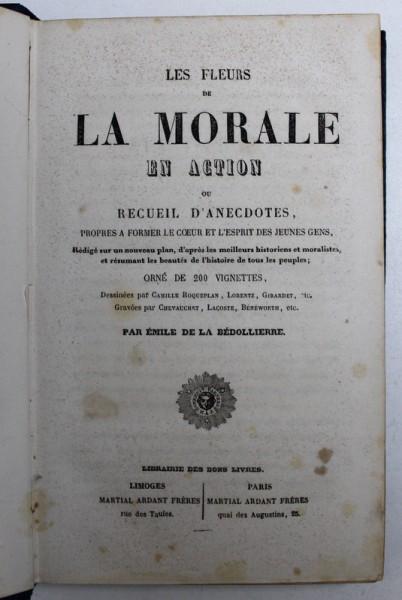 LES FLEURS
DE
LA MORALE
EN ACTION
OU
RECUEIL D'ANECDOTES,
PROPRES A FORMER LE CŒUR ET L'ESPRIT DES JEUNES GENS,
Rédigé sur un nouveau plan, d'après les meilleurs historiens et moralistes,
et résumant les beautés de l'histoire de tous les peuples;
ORNÉ DE 200 VIGNETTES,
Dessinées par CAMILLE ROQUEPLAN, LORENTZ, GIRARDET, etc.
Gravées par CHEVAUCHET, LACOSTE, BÉNÉWORTH, etc.
PAR ÉMILE DE LA BÉDOLLIERRE.
LIBRAIRIE DES BONS LIVRES.
LIMOGES
MARTIAL ARDANT FRÈRES
rue des Taules.
PARIS
MARTIAL ARDANT FRÈRES
quai des Augustins, 25.